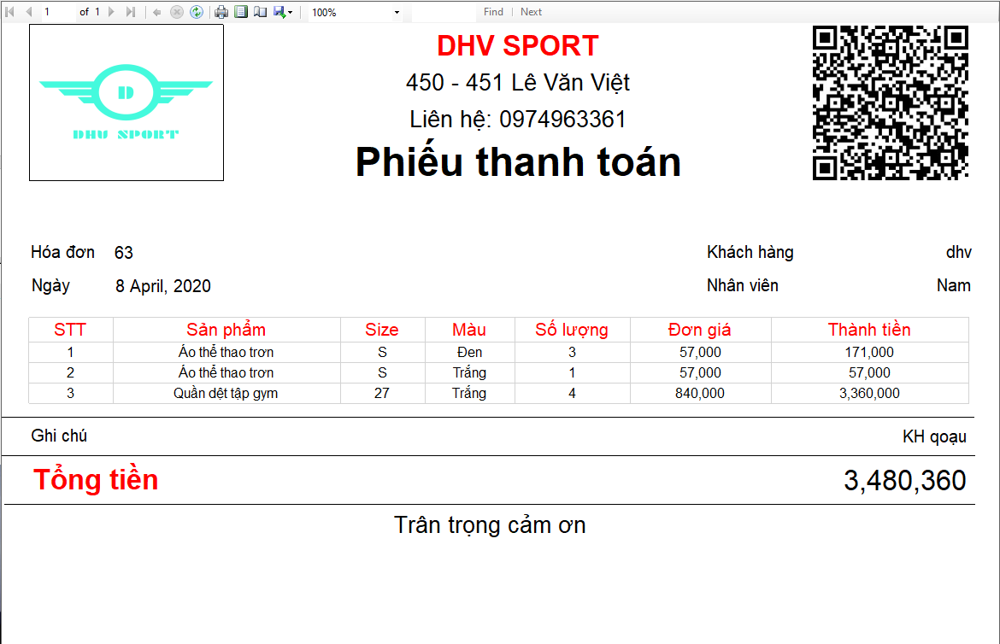 1 of 1 100% Find | Next
D
DHV SPORT
DHV SPORT
450 - 451 Lê Văn Việt
Liên hệ: 0974963361
Phiếu thanh toán
Hóa đơn 63 Khách hàng dhv
Ngày 8 April, 2020 Nhân viên Nam
STT Sản phẩm Size Màu Số lượng Đơn giá Thành tiền
1 Áo thể thao trơn S Đen 3 57,000 171,000
2 Áo thể thao trơn S Trắng 1 57,000 57,000
3 Quần dệt tập gym 27 Trắng 4 840,000 3,360,000
Ghi chú KH qoạu
Tổng tiền 3,480,360
Trân trọng cảm ơn